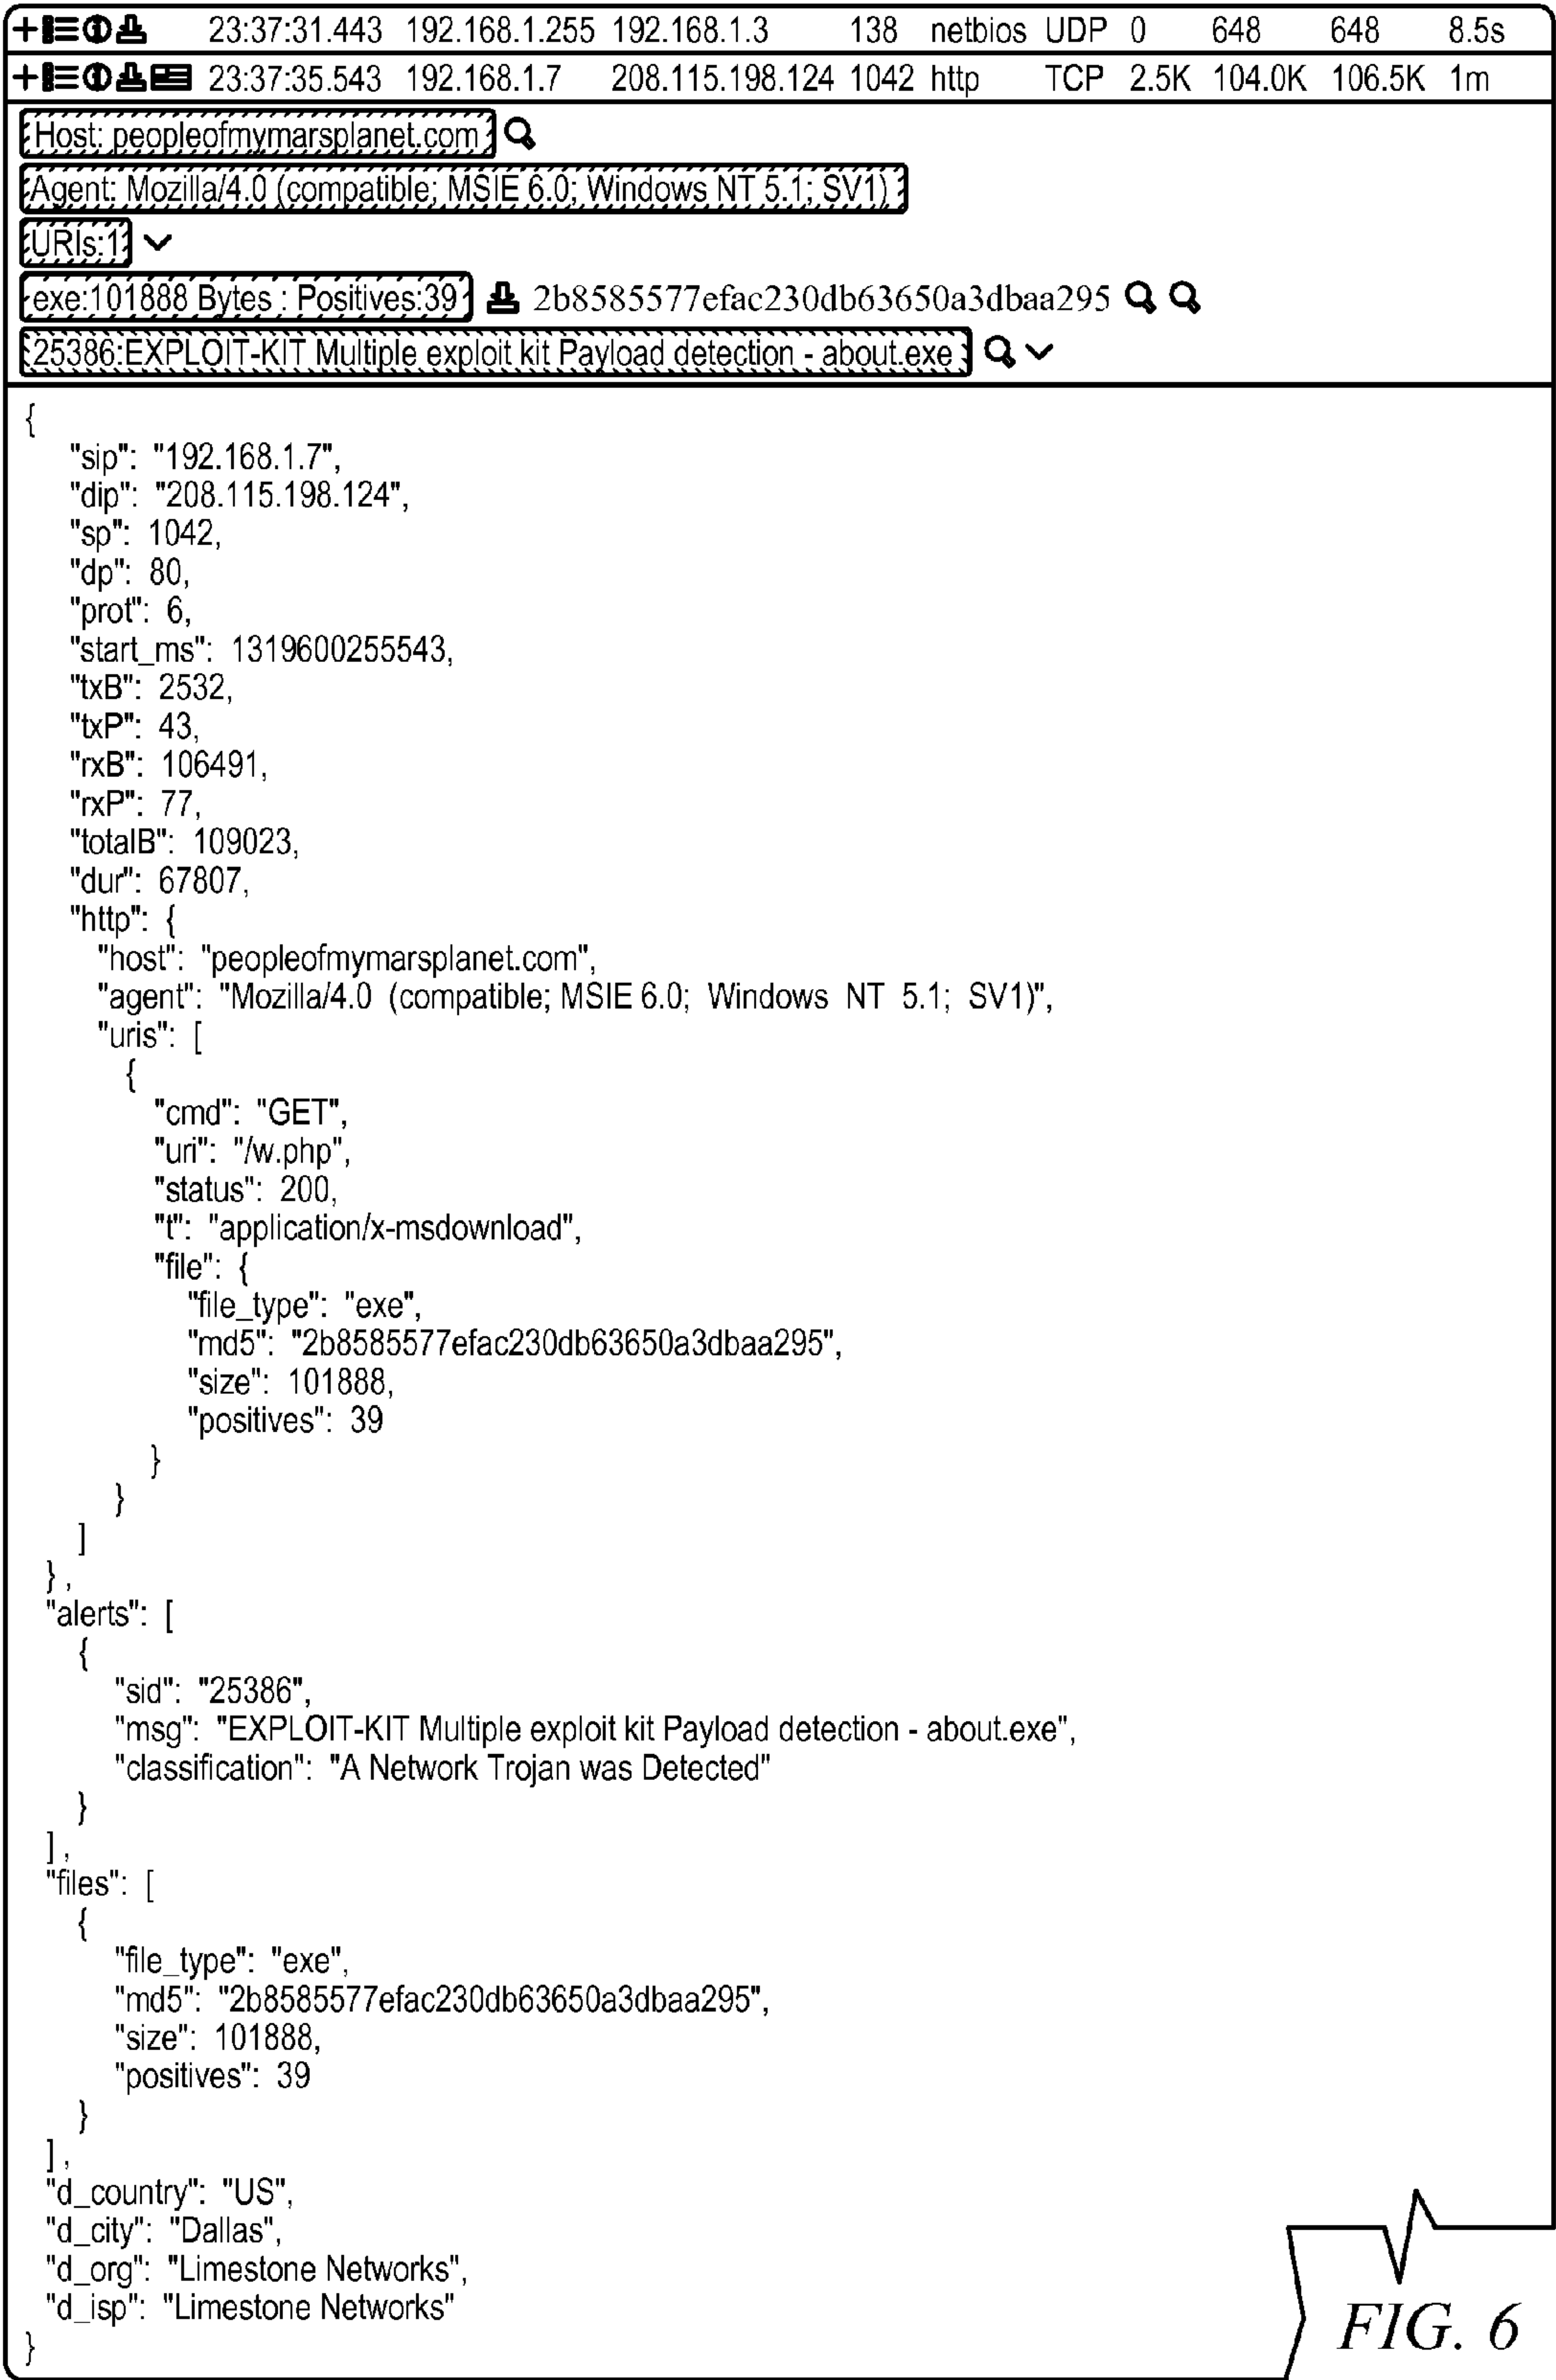 23:37:31.443 192.168.1.255 192.168.1.3 138 netbios UDP 0 648 648 8.5s
23:37:35.543 192.168.1.7 208.115.198.124 1042 http TCP 2.5K 104.0K 106.5K 1m
Host: peopleofmymarsplanet.com
Agent: Mozilla/4.0 (compatible; MSIE 6.0; Windows NT 5.1; SV1)
URIs:1
exe:101888 Bytes : Positives:39 2b8585577efac230db63650a3dbaa295
25386:EXPLOIT-KIT Multiple exploit kit Payload detection - about.exe
{
"sip": "192.168.1.7",
"dip": "208.115.198.124",
"sp": 1042,
"dp": 80,
"prot": 6,
"start_ms": 1319600255543,
"txB": 2532,
"txP": 43,
"rxB": 106491,
"rxP": 77,
"totalB": 109023,
"dur": 67807,
"http": {
"host": "peopleofmymarsplanet.com",
"agent": "Mozilla/4.0 (compatible; MSIE 6.0; Windows NT 5.1; SV1)",
"uris": [
{
"cmd": "GET",
"uri": "/w.php",
"status": 200,
"t": "application/x-msdownload",
"file": {
"file_type": "exe",
"md5": "2b8585577efac230db63650a3dbaa295",
"size": 101888,
"positives": 39
}
}
]
},
"alerts": [
{
"sid": "25386",
"msg": "EXPLOIT-KIT Multiple exploit kit Payload detection - about.exe",
"classification": "A Network Trojan was Detected"
}
],
"files": [
{
"file_type": "exe",
"md5": "2b8585577efac230db63650a3dbaa295",
"size": 101888,
"positives": 39
}
],
"d_country": "US",
"d_city": "Dallas",
"d_org": "Limestone Networks",
"d_isp": "Limestone Networks"
}
FIG. 6